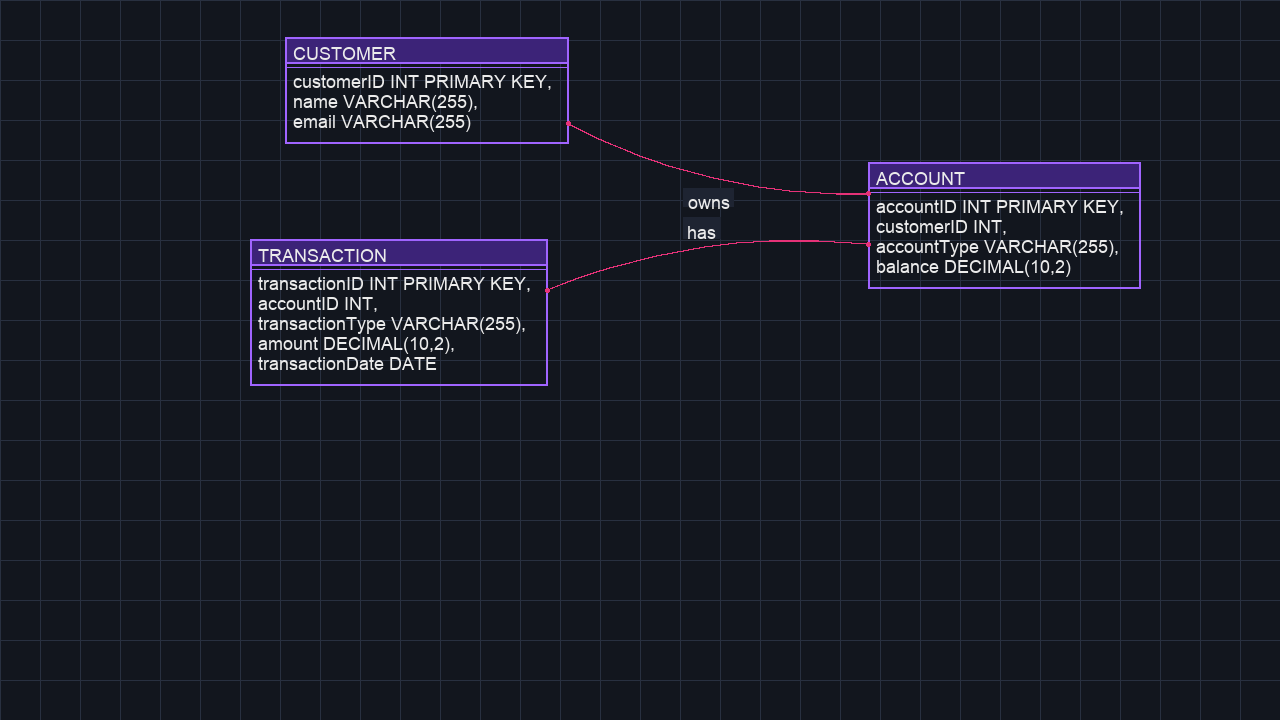 CUSTOMER
customerID INT PRIMARY KEY,
name VARCHAR(255),
email VARCHAR(255)
owns
has
ACCOUNT
accountID INT PRIMARY KEY,
customerID INT,
accountType VARCHAR(255),
balance DECIMAL(10,2)
TRANSACTION
transactionID INT PRIMARY KEY,
accountID INT,
transactionType VARCHAR(255),
amount DECIMAL(10,2),
transactionDate DATE